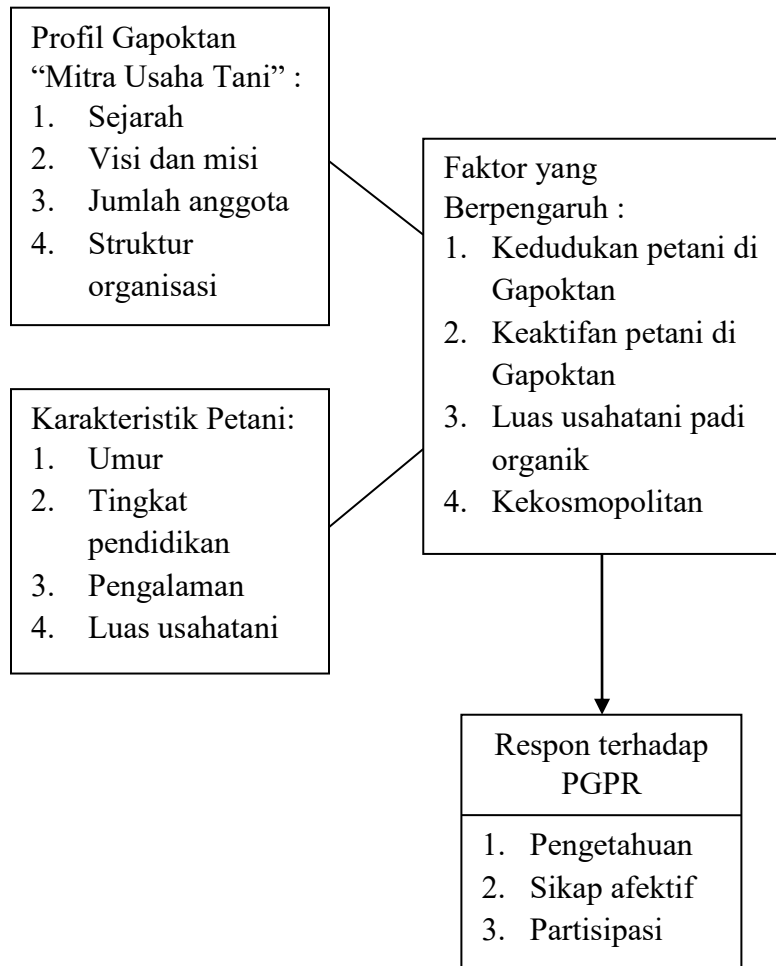 Profil Gapoktan
“Mitra Usaha Tani” :
1. Sejarah
2. Visi dan misi
3. Jumlah anggota
4. Struktur
organisasi
Karakteristik Petani:
1. Umur
2. Tingkat
pendidikan
3. Pengalaman
4. Luas usahatani
Faktor yang
Berpengaruh :
1. Kedudukan petani di
Gapoktan
2. Keaktifan petani di
Gapoktan
3. Luas usahatani padi
organik
4. Kekosmopolitan
Respon terhadap
PGPR
1. Pengetahuan
2. Sikap afektif
3. Partisipasi